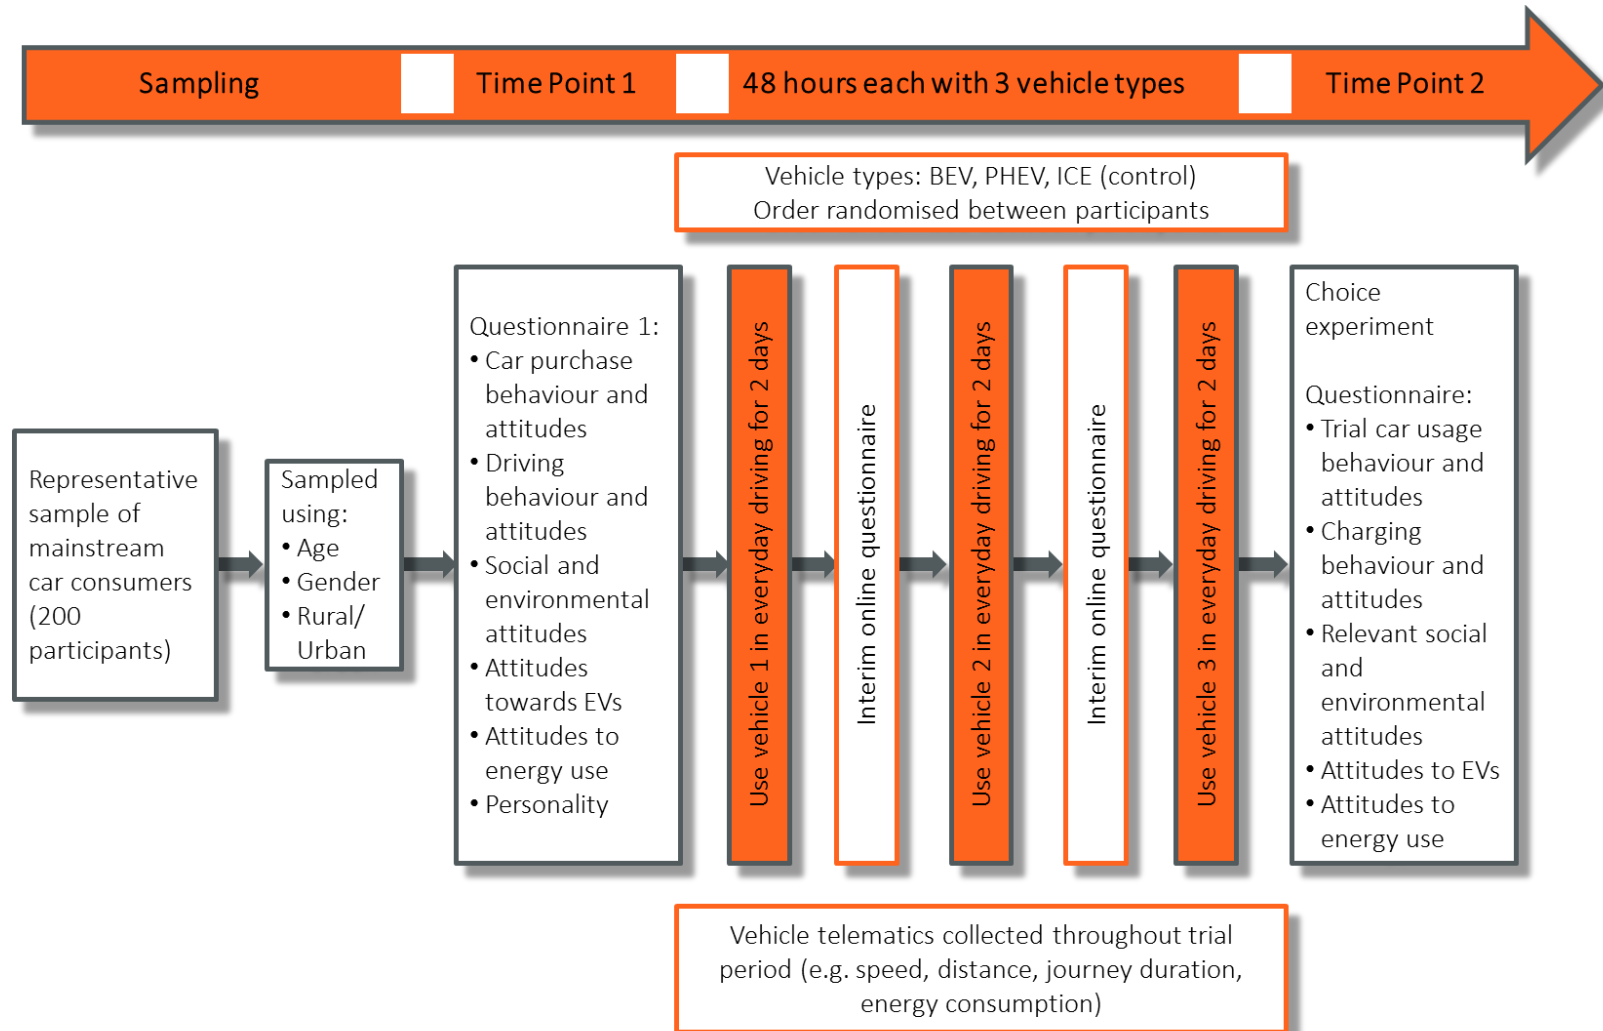 Sampling
Time Point 1
48 hours each with 3 vehicle types
Time Point 2
Vehicle types: BEV, PHEV, ICE (control)
Order randomised between participants
Representative
sample of
mainstream
car consumers
(200
participants)
Sampled
using:
• Age
• Gender
• Rural/
Urban
Questionnaire 1:
• Car purchase
behaviour and
attitudes
• Driving
behaviour and
attitudes
• Social and
environmental
attitudes
• Attitudes
towards EVs
• Attitudes to
energy use
• Personality
Use vehicle 1 in everyday driving for 2 days
Interim online questionnaire
Use vehicle 2 in everyday driving for 2 days
Interim online questionnaire
Use vehicle 3 in everyday driving for 2 days
Choice
experiment
Questionnaire:
• Trial car usage
behaviour and
attitudes
• Charging
behaviour and
attitudes
• Relevant social
and
environmental
attitudes
• Attitudes to EVs
• Attitudes to
energy use
Vehicle telematics collected throughout trial
period (e.g. speed, distance, journey duration,
energy consumption)